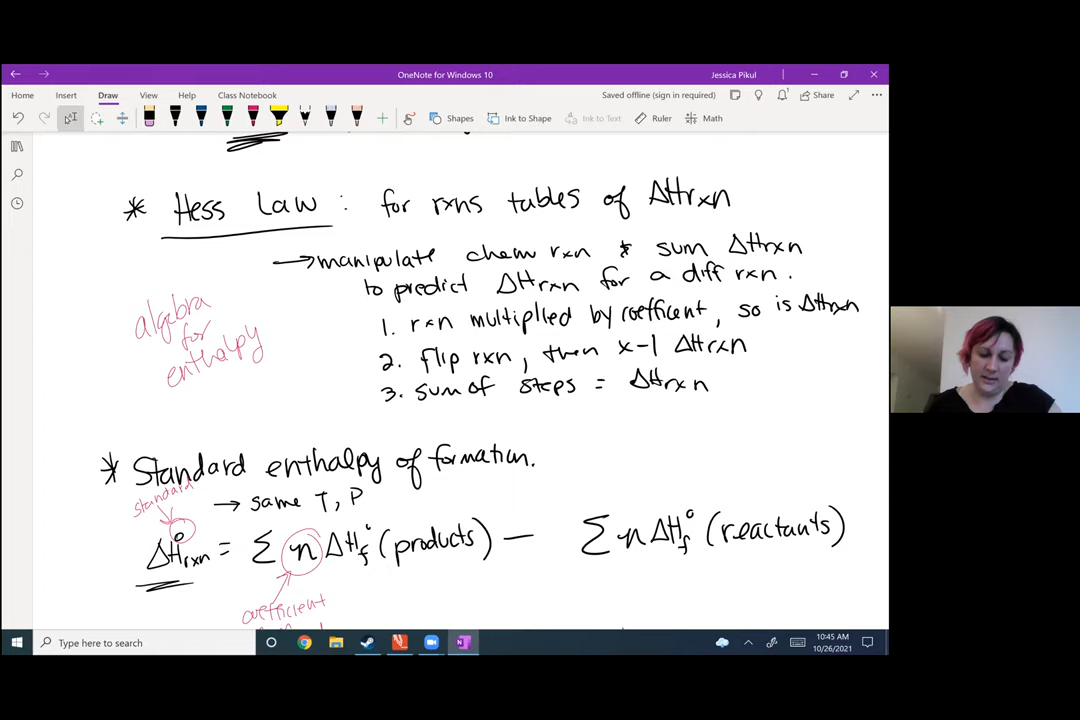 OneNote for Windows 10
Jessica Pikul
Home Insert Draw View Help Class Notebook
Saved offline (sign in required)
Share
Shapes
Ink to Shape
Ink to Text
Ruler
Math
* Hess Law : for rxns tables of ΔHrxn
→ manipulate chem rxn & sum ΔHrxn
to predict ΔHrxn for a diff rxn.
1. rxn multiplied by coefficent, so is ΔHrxn
2. flip rxn, then x-1 ΔHrxn
3. sum of steps = ΔHrxn
algebra
for
enthalpy
* Standard enthalpy of formation.
→ same T, P
standard
ΔH°rxn = Σ n ΔHf° (products) — Σ n ΔHf° (reactants)
coefficient
Type here to search
10:45 AM
10/26/2021